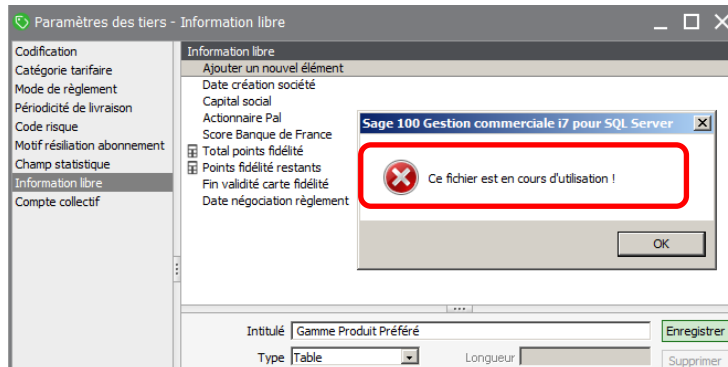 Paramètres des tiers - Information libre
Codification
Catégorie tarifaire
Mode de règlement
Périodicité de livraison
Code risque
Motif résiliation abonnement
Champ statistique
Information libre
Compte collectif
Information libre
Ajouter un nouvel élément
Date création société
Capital social
Actionnaire Pal
Score Banque de France
Total points fidélité
Points fidélité restants
Fin validité carte fidélité
Date négociation règlement
Sage 100 Gestion commerciale i7 pour SQL Server
Ce fichier est en cours d'utilisation !
OK
Intitulé Gamme Produit Préféré Enregistrer
Type Table Longueur Supprimer